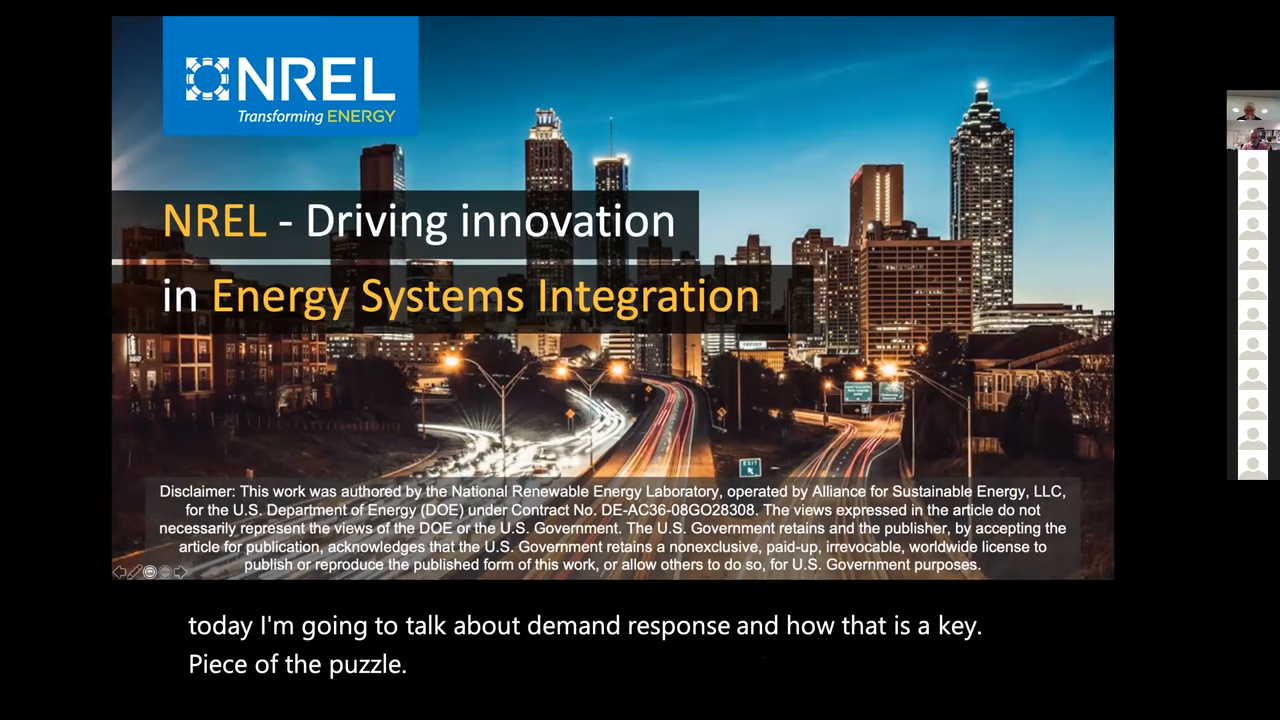 NREL
Transforming ENERGY
NREL - Driving innovation
in Energy Systems Integration
EXIT
Disclaimer: This work was authored by the National Renewable Energy Laboratory, operated by Alliance for Sustainable Energy, LLC,
for the U.S. Department of Energy (DOE) under Contract No. DE-AC36-08GO28308. The views expressed in the article do not
necessarily represent the views of the DOE or the U.S. Government. The U.S. Government retains and the publisher, by accepting the
article for publication, acknowledges that the U.S. Government retains a nonexclusive, paid-up, irrevocable, worldwide license to
publish or reproduce the published form of this work, or allow others to do so, for U.S. Government purposes.
today I'm going to talk about demand response and how that is a key.
Piece of the puzzle.